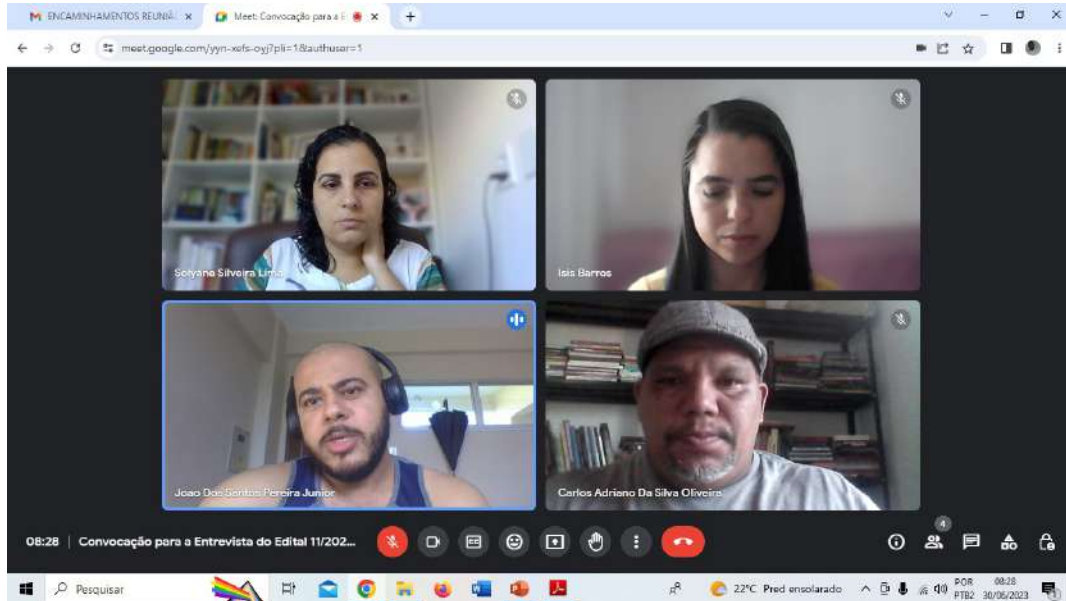 ENCAMINHAMENTOS REUNIÃ
Meet: Convocação para a E
meet.google.com/yyn-xefs-oyj?pli=1&authuser=1
Solyane Silveira Lima
Isis Barros
Joao Dos Santos Pereira Junior
Carlos Adriano Da Silva Oliveira
08:28 | Convocação para a Entrevista do Edital 11/202...
4
Pesquisar
22°C Pred ensolarado
POR
PTB2
08:28
30/06/2023